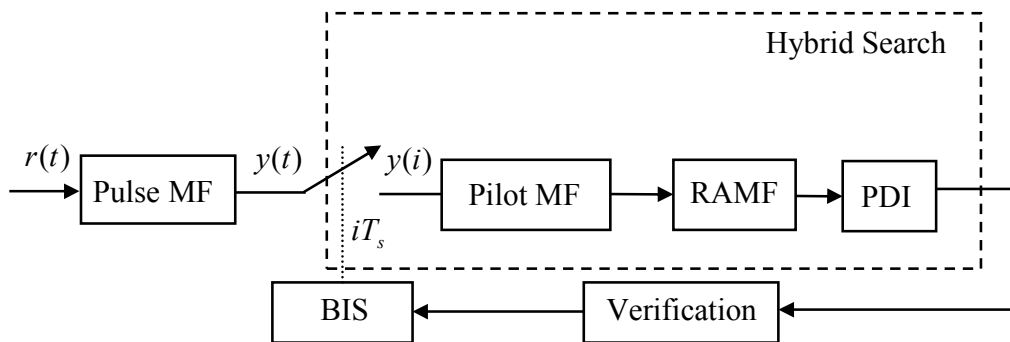 Hybrid Search
r(t)
y(t)
y(i)
Pulse MF
Pilot MF
RAMF
PDI
iT_s
BIS
Verification